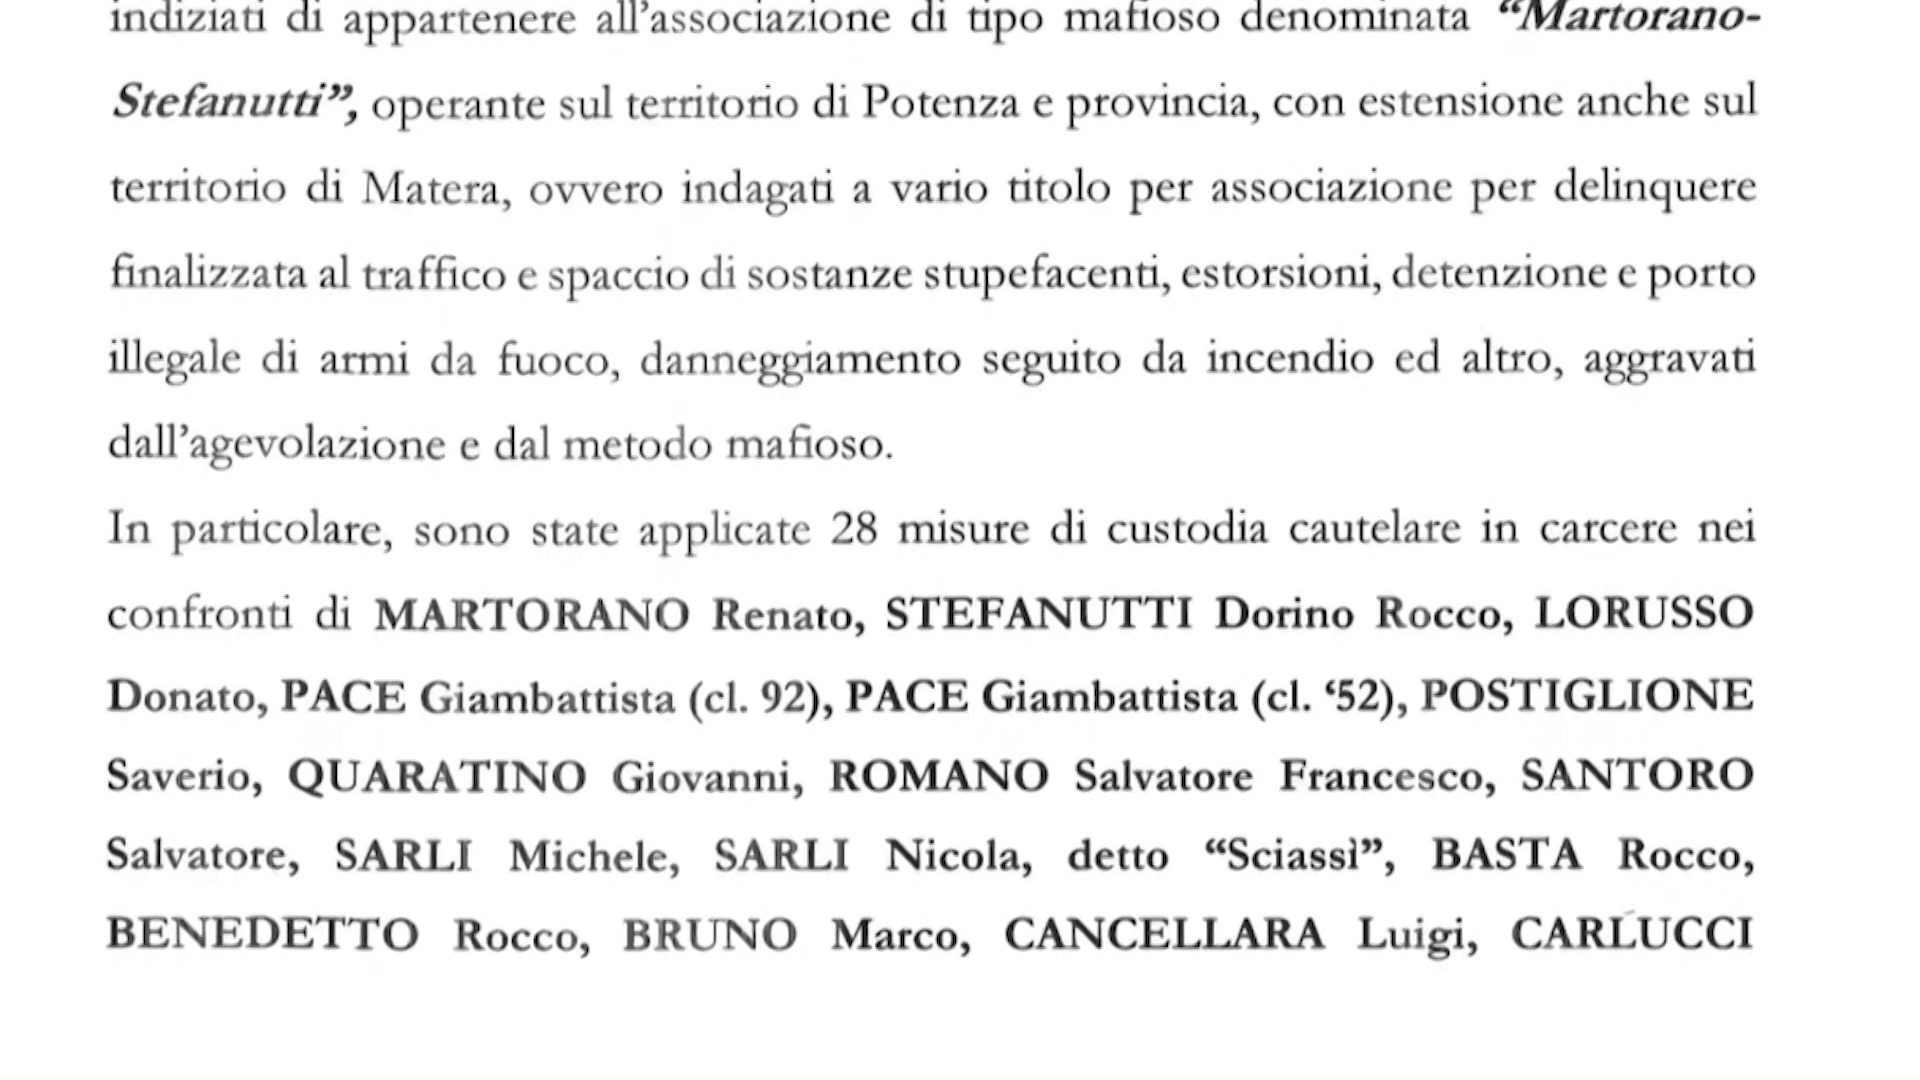 indiziati di appartenere all’associazione di tipo mafioso denominata “Martorano-
Stefanutti”, operante sul territorio di Potenza e provincia, con estensione anche sul
territorio di Matera, ovvero indagati a vario titolo per associazione per delinquere
finalizzata al traffico e spaccio di sostanze stupefacenti, estorsioni, detenzione e porto
illegale di armi da fuoco, danneggiamento seguito da incendio ed altro, aggravati
dall’agevolazione e dal metodo mafioso.
In particolare, sono state applicate 28 misure di custodia cautelare in carcere nei
confronti di MARTORANO Renato, STEFANUTTI Dorino Rocco, LORUSSO
Donato, PACE Giambattista (cl. 92), PACE Giambattista (cl. ‘52), POSTIGLIONE
Saverio, QUARATINO Giovanni, ROMANO Salvatore Francesco, SANTORO
Salvatore, SARLI Michele, SARLI Nicola, detto “Sciassì”, BASTA Rocco,
BENEDETTO Rocco, BRUNO Marco, CANCELLARA Luigi, CARLUCCI